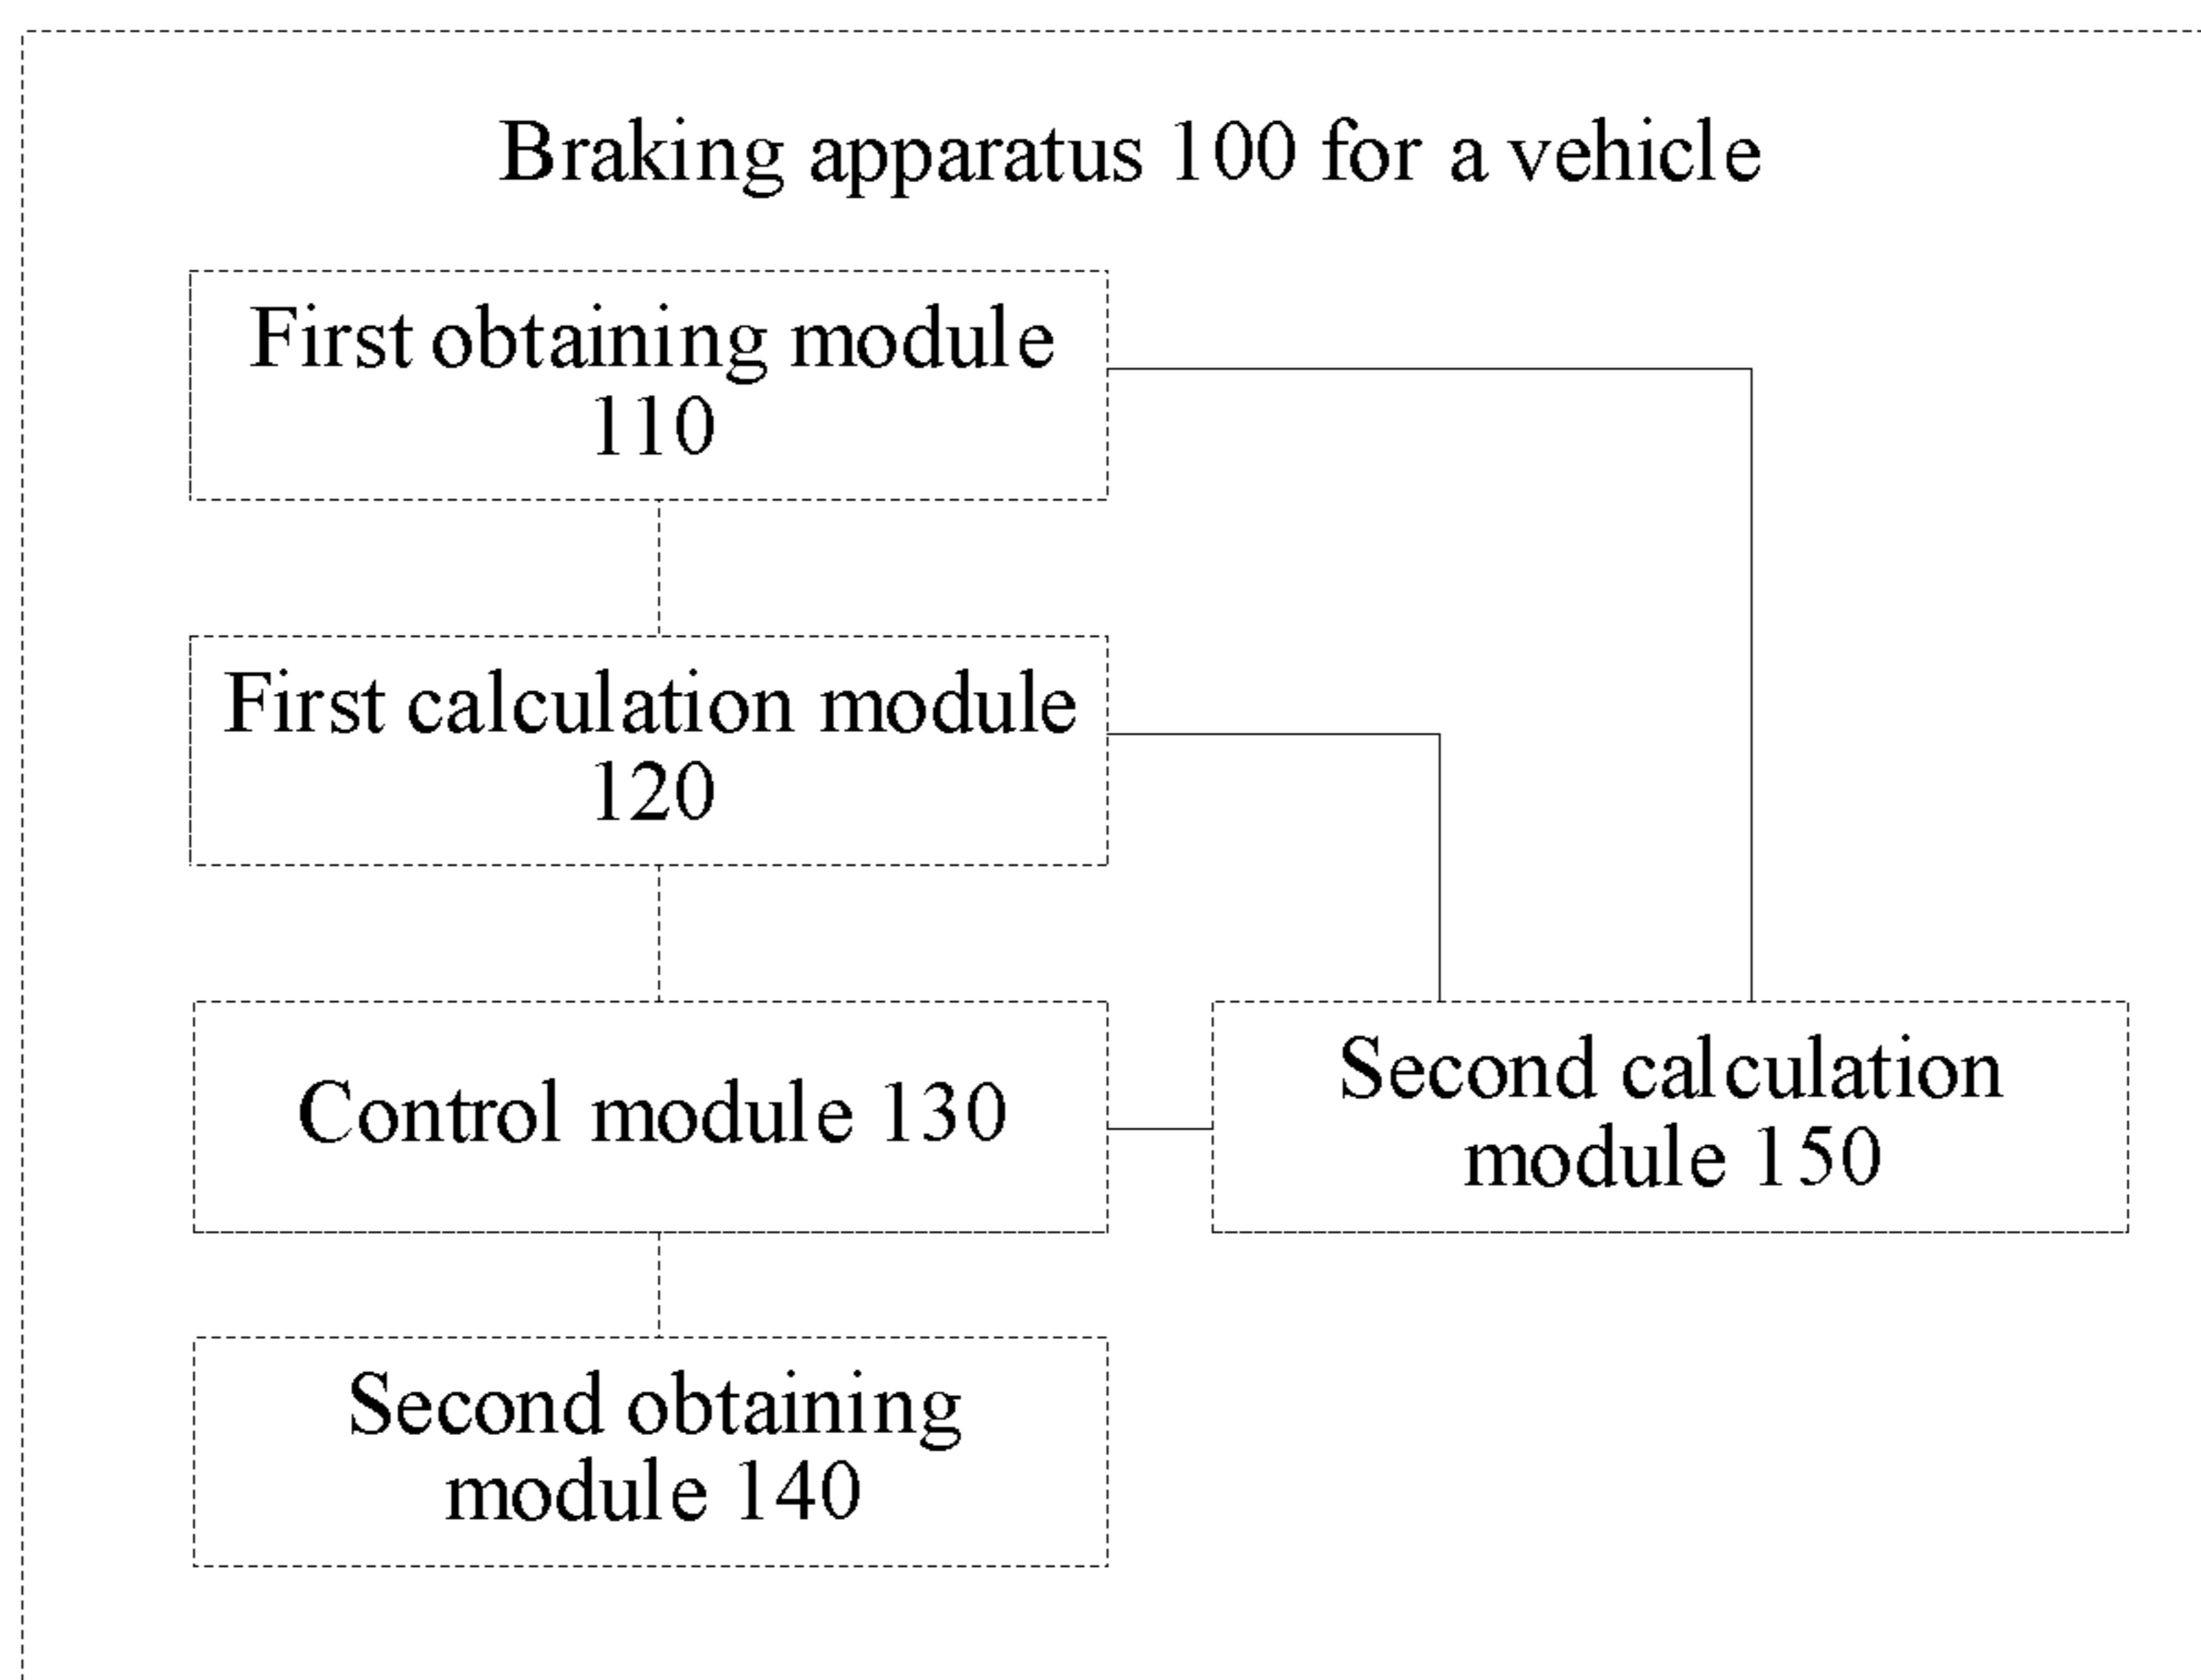 Braking apparatus 100 for a vehicle
First obtaining module
110
First calculation module
120
Control module 130
Second calculation
module 150
Second obtaining
module 140